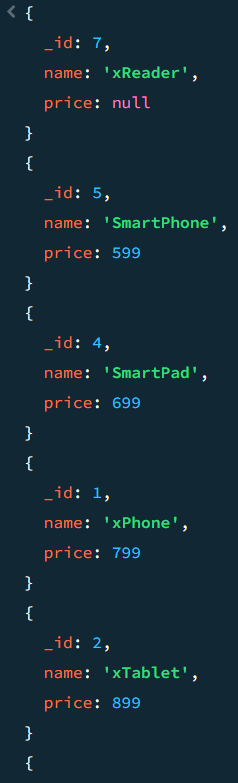 < {
_id: 7,
name: 'xReader',
price: null
}
{
_id: 5,
name: 'SmartPhone',
price: 599
}
{
_id: 4,
name: 'SmartPad',
price: 699
}
{
_id: 1,
name: 'xPhone',
price: 799
}
{
_id: 2,
name: 'xTablet',
price: 899
}
{